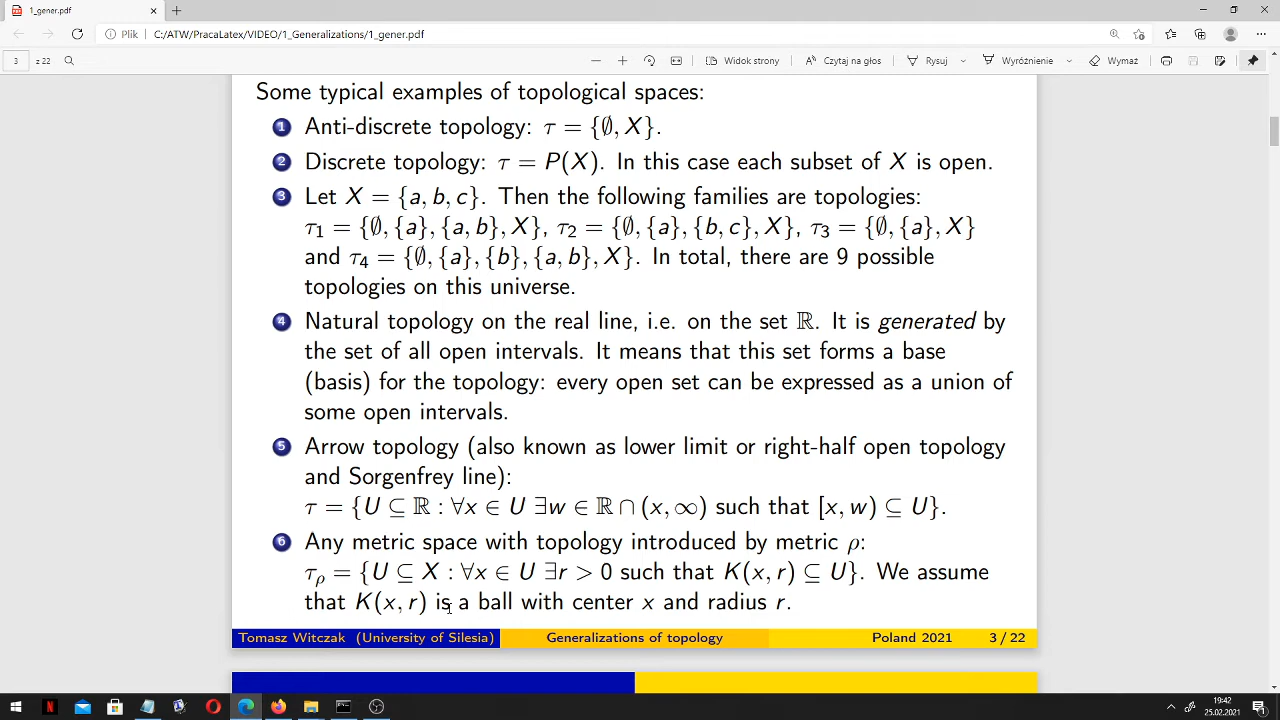 1_gener.pdf
Plik
C:/ATW/PracaLatex/VIDEO/1_Generalizations/1_gener.pdf
3 z 22
Widok strony
Czytaj na głos
Rysuj
Wyróżnienie
Wymaż
Some typical examples of topological spaces:
1 Anti-discrete topology: τ = {∅, X}.
2 Discrete topology: τ = P(X). In this case each subset of X is open.
3 Let X = {a, b, c}. Then the following families are topologies:
τ₁ = {∅, {a}, {a, b}, X}, τ₂ = {∅, {a}, {b, c}, X}, τ₃ = {∅, {a}, X}
and τ₄ = {∅, {a}, {b}, {a, b}, X}. In total, there are 9 possible
topologies on this universe.
4 Natural topology on the real line, i.e. on the set ℝ. It is generated by
the set of all open intervals. It means that this set forms a base
(basis) for the topology: every open set can be expressed as a union of
some open intervals.
5 Arrow topology (also known as lower limit or right-half open topology
and Sorgenfrey line):
τ = {U ⊆ ℝ : ∀x ∈ U ∃w ∈ ℝ ∩ (x, ∞) such that [x, w) ⊆ U}.
6 Any metric space with topology introduced by metric ρ:
τρ = {U ⊆ X : ∀x ∈ U ∃r > 0 such that K(x, r) ⊆ U}. We assume
that K(x, r) is a ball with center x and radius r.
Tomasz Witczak (University of Silesia)
Generalizations of topology
Poland 2021
3 / 22
19:42
25.02.2021